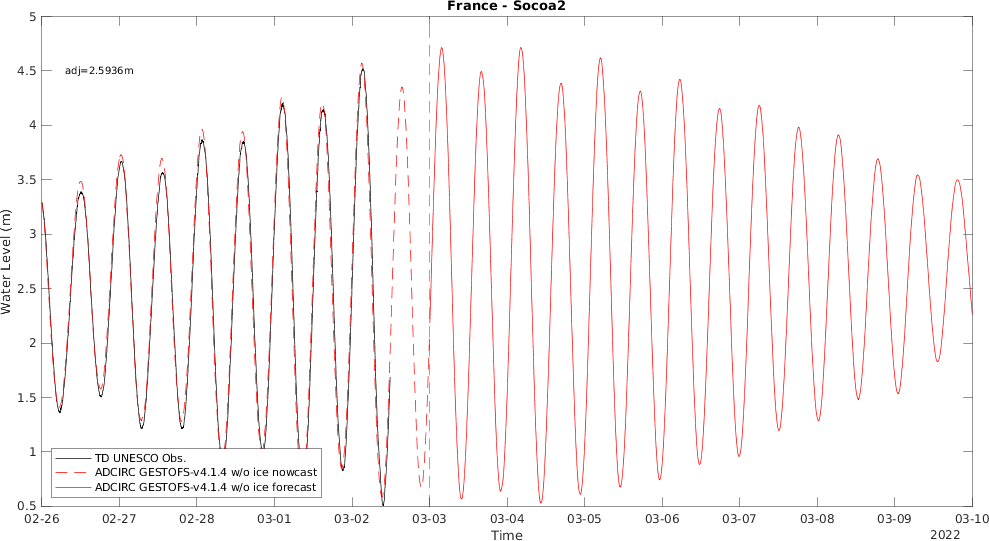 France - Socoa2
adj=2.5936m
5
4.5
4
3.5
3
2.5
2
1.5
1
0.5
Water Level (m)
TD UNESCO Obs.
ADCIRC GESTOFS-v4.1.4 w/o ice nowcast
ADCIRC GESTOFS-v4.1.4 w/o ice forecast
02-26 02-27 02-28 03-01 03-02 03-03 03-04 03-05 03-06 03-07 03-08 03-09 03-10
Time
2022